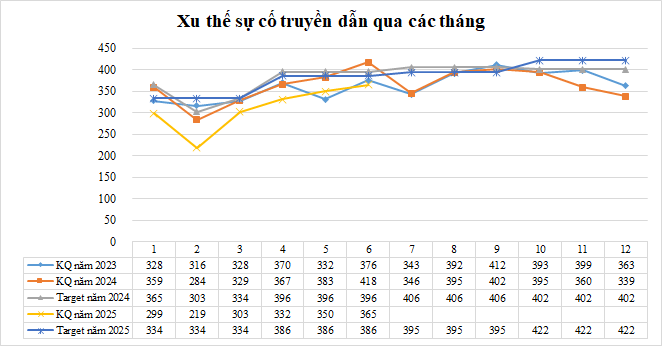 Xu thế sự cố truyền dẫn qua các tháng
450
400
350
300
250
200
150
100
50
0
1 2 3 4 5 6 7 8 9 10 11 12
KQ năm 2023 328 316 328 370 332 376 343 392 412 393 399 363
KQ năm 2024 359 284 329 367 383 418 346 395 402 395 360 339
Target năm 2024 365 303 334 396 396 396 406 406 406 402 402 402
KQ năm 2025 299 219 303 332 350 365
Target năm 2025 334 334 334 386 386 386 395 395 395 422 422 422